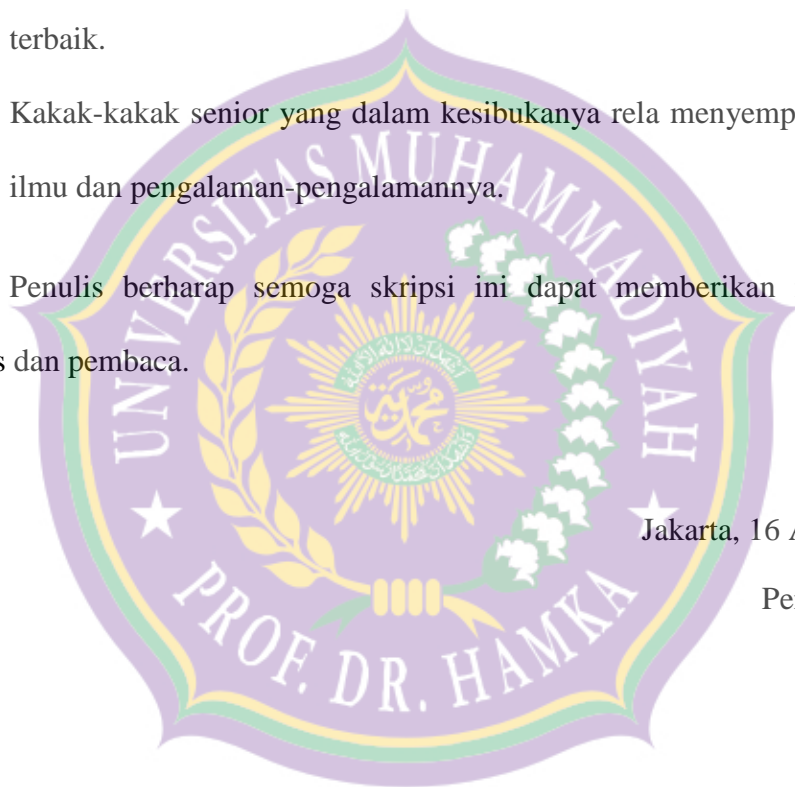 terbaik.
Kakak-kakak senior yang dalam kesibukanya rela menyemp
ilmu dan pengalaman-pengalamannya.
Penulis berharap semoga skripsi ini dapat memberikan
s dan pembaca.
Jakarta, 16 A
Pe
UNIVERSITAS MUHAMMADIYAH
PROF. DR. HAMKA
محمدية